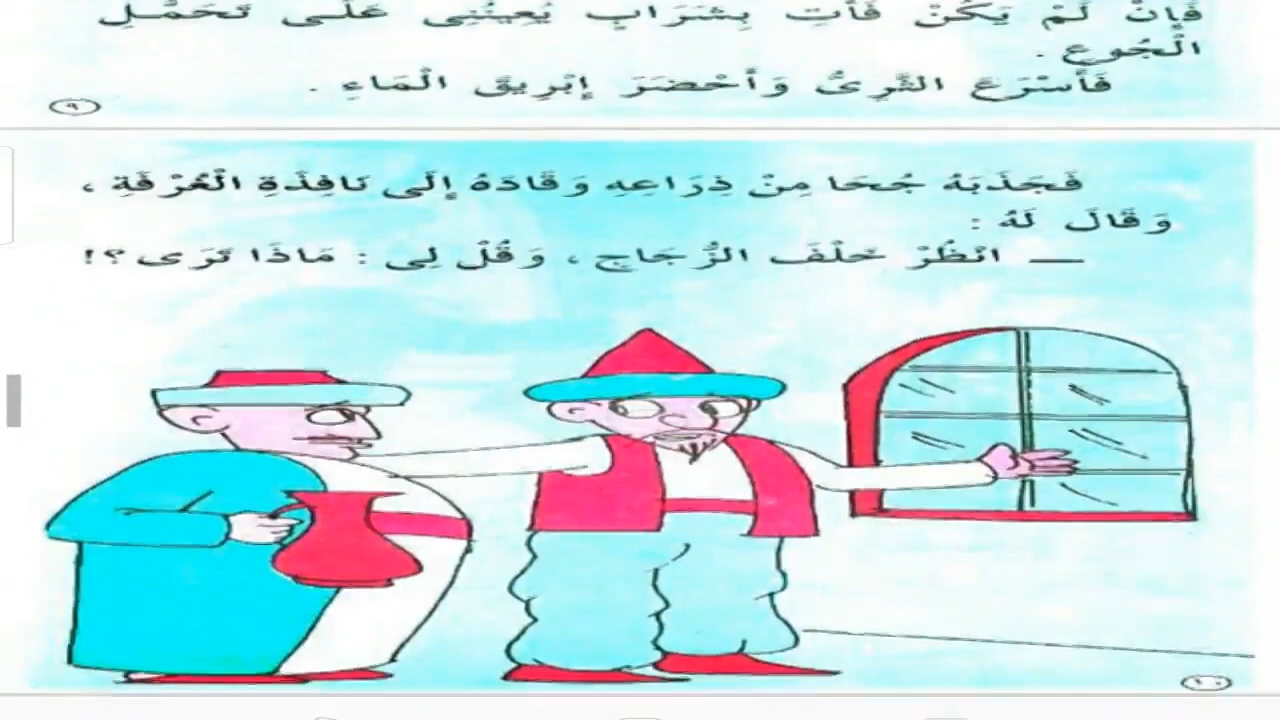 فَإِنْ لَمْ يَكُنْ فَأْتِ بِشَرَابٍ يُعِينُنِى عَلَى تَحَمُّلِ
الْجُوعِ .
فَأَسْرَعَ الثَّرِىُّ وَأَحْضَرَ إِبْرِيقَ الْمَاءِ .
٩
فَجَذَبَهُ جُحَا مِنْ ذِرَاعِهِ وَقَادَهُ إِلَى نَافِذَةِ الْغُرْفَةِ ،
وَقَالَ لَهُ :
— انْظُرْ خَلْفَ الزُّجَاجِ ، وَقُلْ لِى : مَاذَا تَرَى ؟!
١٠